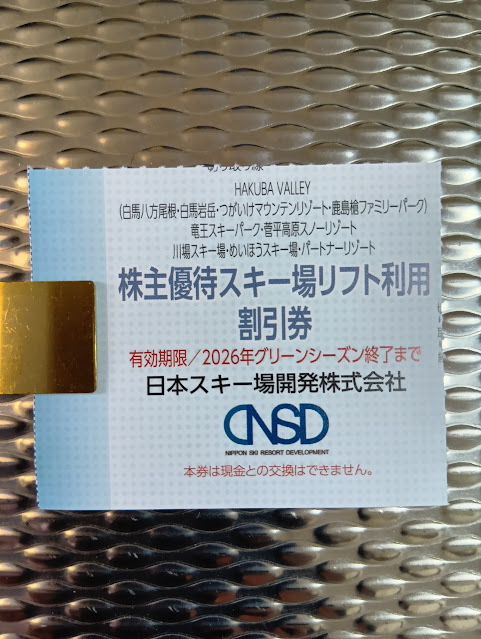 切り取り線
HAKUBA VALLEY
(白馬八方尾根・白馬岩岳・つがいけマウンテンリゾート・鹿島槍ファミリーパーク)
竜王スキーパーク・菅平高原スノーリゾート
川場スキー場・めいほうスキー場・パートナーリゾート
株主優待スキー場リフト利用
割引券
有効期限/2026年グリーンシーズン終了まで
日本スキー場開発株式会社
NSD
NIPPON SKI RESORT DEVELOPMENT
本券は現金との交換はできません。